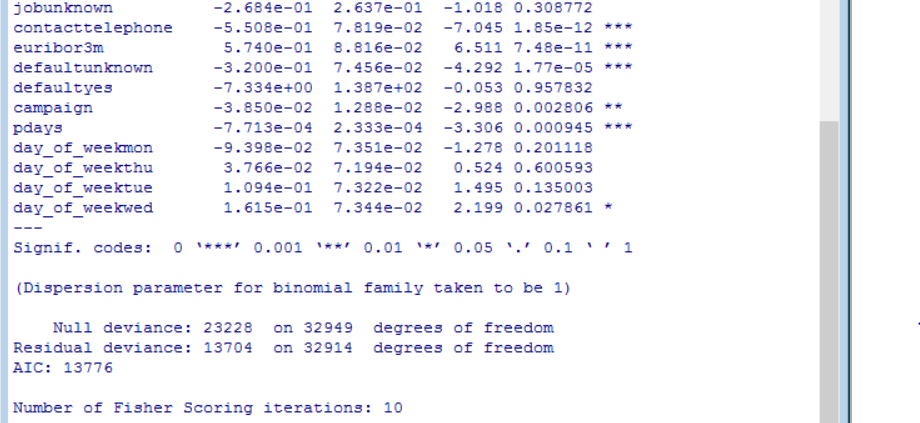 jobunknown -2.684e-01 2.637e-01 -1.018 0.308772
contacttelephone -5.508e-01 7.819e-02 -7.045 1.85e-12 ***
euribor3m 5.740e-01 8.816e-02 6.511 7.48e-11 ***
defaultunknown -3.200e-01 7.456e-02 -4.292 1.77e-05 ***
defaultyes -7.334e+00 1.387e+02 -0.053 0.957832
campaign -3.850e-02 1.288e-02 -2.988 0.002806 **
pdays -7.713e-04 2.333e-04 -3.306 0.000945 ***
day_of_weekmon -9.398e-02 7.351e-02 -1.278 0.201118
day_of_weekthu 3.766e-02 7.194e-02 0.524 0.600593
day_of_weektue 1.094e-01 7.322e-02 1.495 0.135003
day_of_weekwed 1.615e-01 7.344e-02 2.199 0.027861 *
---
Signif. codes: 0 ‘***’ 0.001 ‘**’ 0.01 ‘*’ 0.05 ‘.’ 0.1 ‘ ’ 1
(Dispersion parameter for binomial family taken to be 1)
Null deviance: 23228 on 32949 degrees of freedom
Residual deviance: 13704 on 32914 degrees of freedom
AIC: 13776
Number of Fisher Scoring iterations: 10